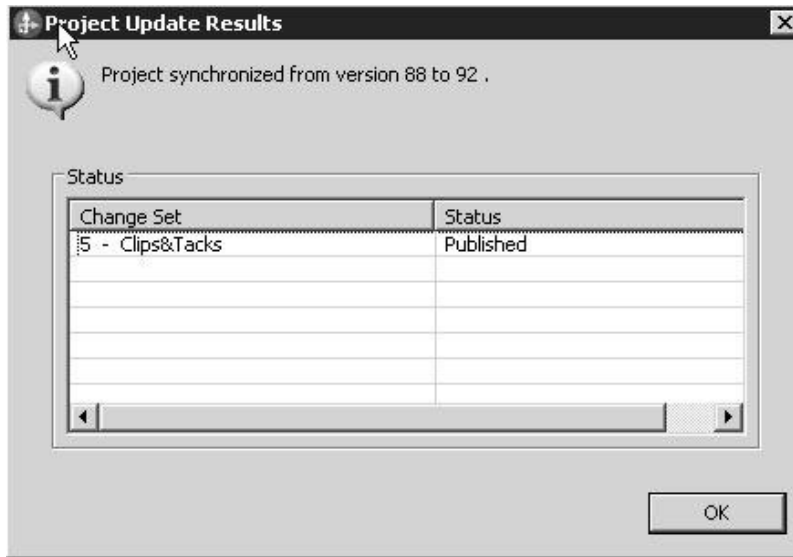 Project Update Results
Project synchronized from version 88 to 92 .
Status
Change Set Status
5 - Clips&Tacks Published
OK